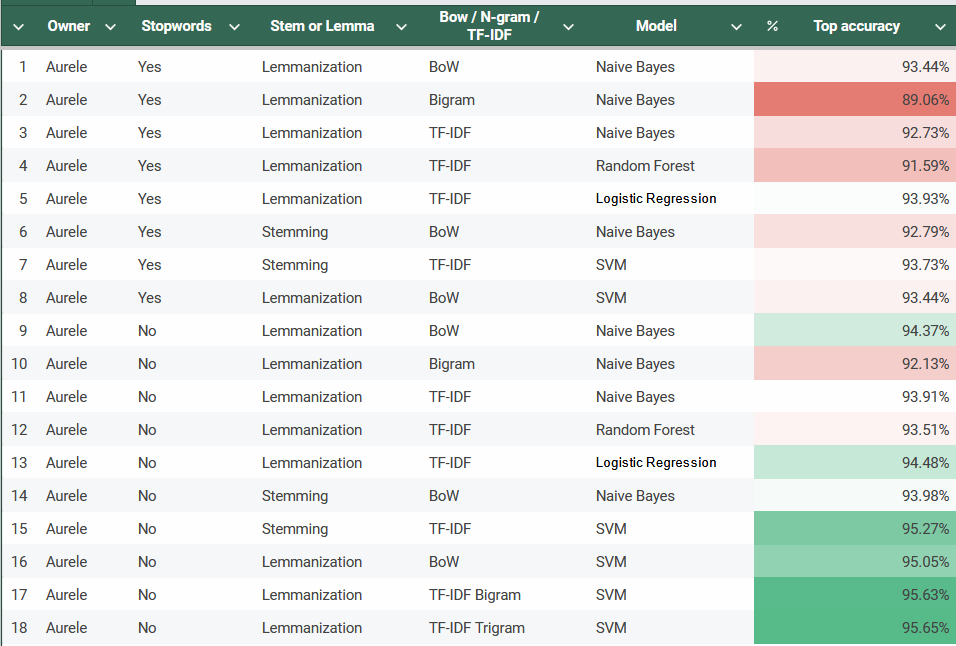 Owner Stopwords Stem or Lemma Bow / N-gram / TF-IDF Model % Top accuracy
1 Aurele Yes Lemmanization BoW Naive Bayes 93.44%
2 Aurele Yes Lemmanization Bigram Naive Bayes 89.06%
3 Aurele Yes Lemmanization TF-IDF Naive Bayes 92.73%
4 Aurele Yes Lemmanization TF-IDF Random Forest 91.59%
5 Aurele Yes Lemmanization TF-IDF Logistic Regression 93.93%
6 Aurele Yes Stemming BoW Naive Bayes 92.79%
7 Aurele Yes Stemming TF-IDF SVM 93.73%
8 Aurele Yes Lemmanization BoW SVM 93.44%
9 Aurele No Lemmanization BoW Naive Bayes 94.37%
10 Aurele No Lemmanization Bigram Naive Bayes 92.13%
11 Aurele No Lemmanization TF-IDF Naive Bayes 93.91%
12 Aurele No Lemmanization TF-IDF Random Forest 93.51%
13 Aurele No Lemmanization TF-IDF Logistic Regression 94.48%
14 Aurele No Stemming BoW Naive Bayes 93.98%
15 Aurele No Stemming TF-IDF SVM 95.27%
16 Aurele No Lemmanization BoW SVM 95.05%
17 Aurele No Lemmanization TF-IDF Bigram SVM 95.63%
18 Aurele No Lemmanization TF-IDF Trigram SVM 95.65%